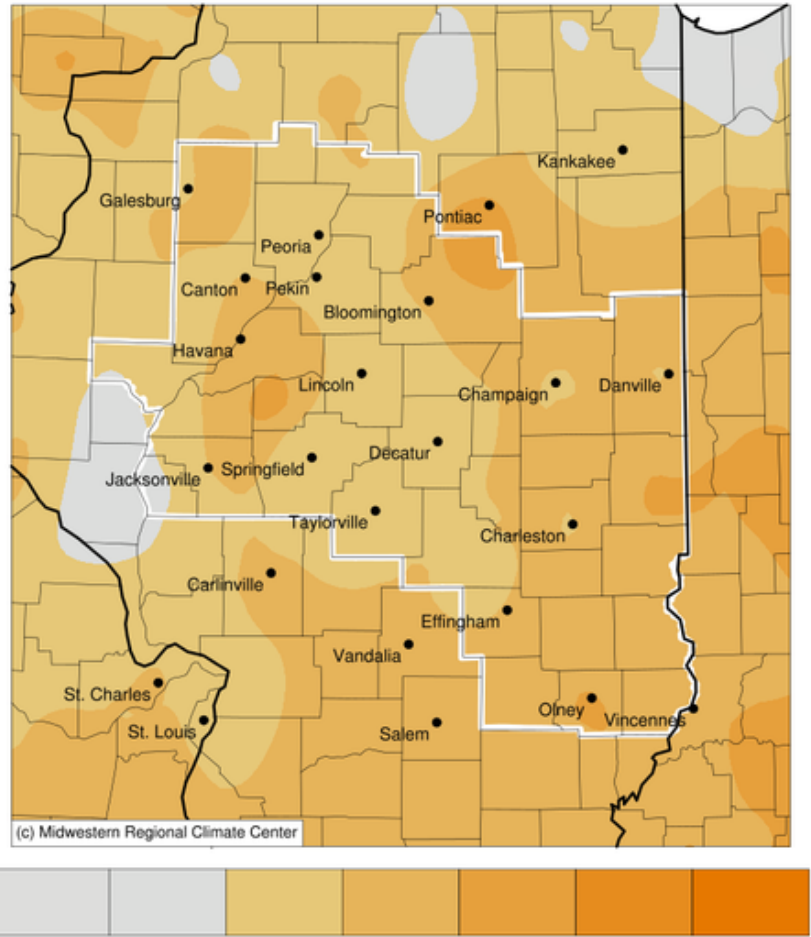 Kankakee
Galesburg
Pontiac
Peoria
Canton
Pekin
Bloomington
Havana
Lincoln
Champaign
Danville
Decatur
Jacksonville
Springfield
Taylorville
Charleston
Carlinville
Effingham
Vandalia
St. Charles
Olney
Vincennes
St. Louis
Salem
(c) Midwestern Regional Climate Center